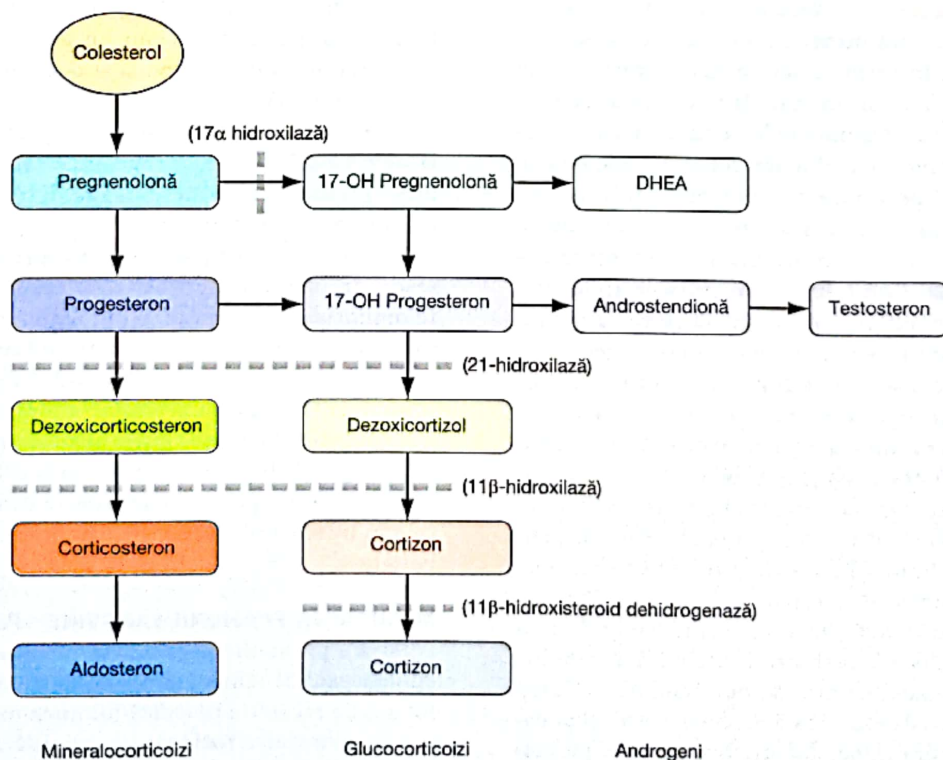 Colesterol
(17α hidroxilază)
Pregnenolonă
17-OH Pregnenolonă
DHEA
Progesteron
17-OH Progesteron
Androstendionă
Testosteron
(21-hidroxilază)
Dezoxicorticosteron
Dezoxicortizol
(11β-hidroxilază)
Corticosteron
Cortizon
(11β-hidroxisteroid dehidrogenază)
Aldosteron
Cortizon
Mineralocorticoizi
Glucocorticoizi
Androgeni